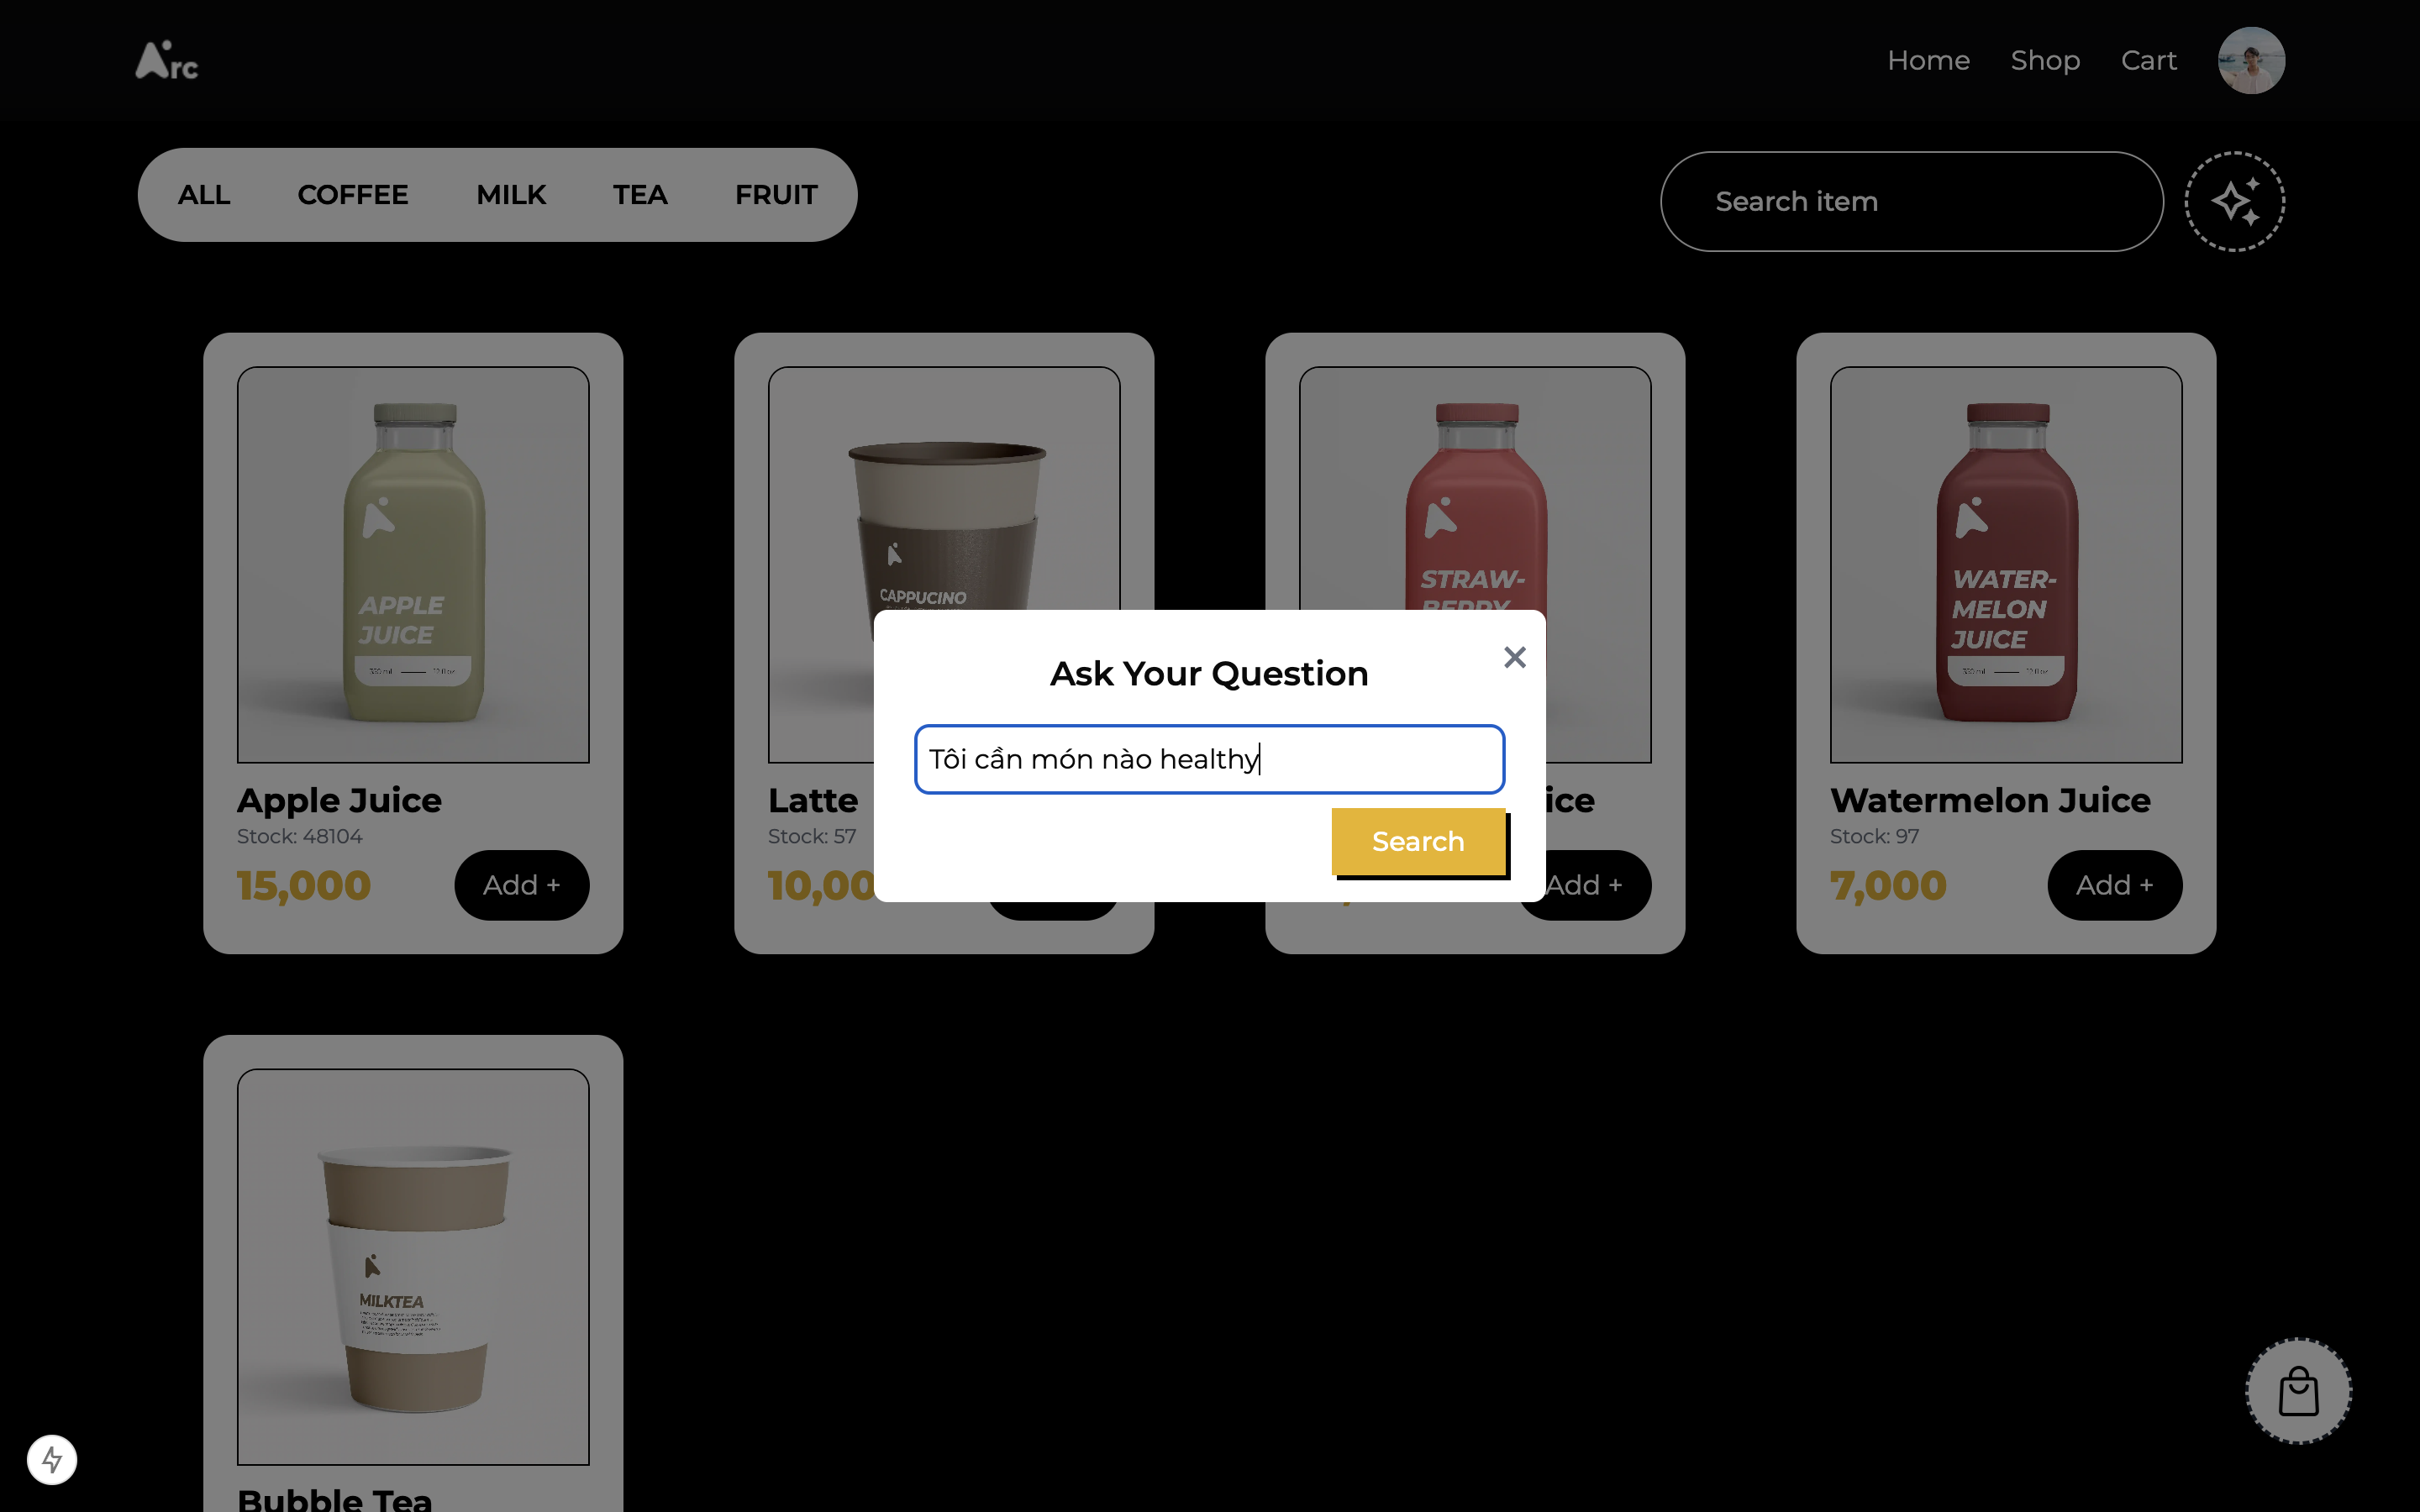 Arc
Home Shop Cart
ALL COFFEE MILK TEA FRUIT
Search item
APPLE
JUICE
CAPPUCINO
STRAW-
BERRY
WATER-
MELON
JUICE
Ask Your Question
Tôi cần món nào healthy
Search
Apple Juice
Stock: 48104
15,000
Add +
Latte
Stock: 57
10,00
ice
Add +
Watermelon Juice
Stock: 97
7,000
Add +
MILKTEA
Bubble Tea